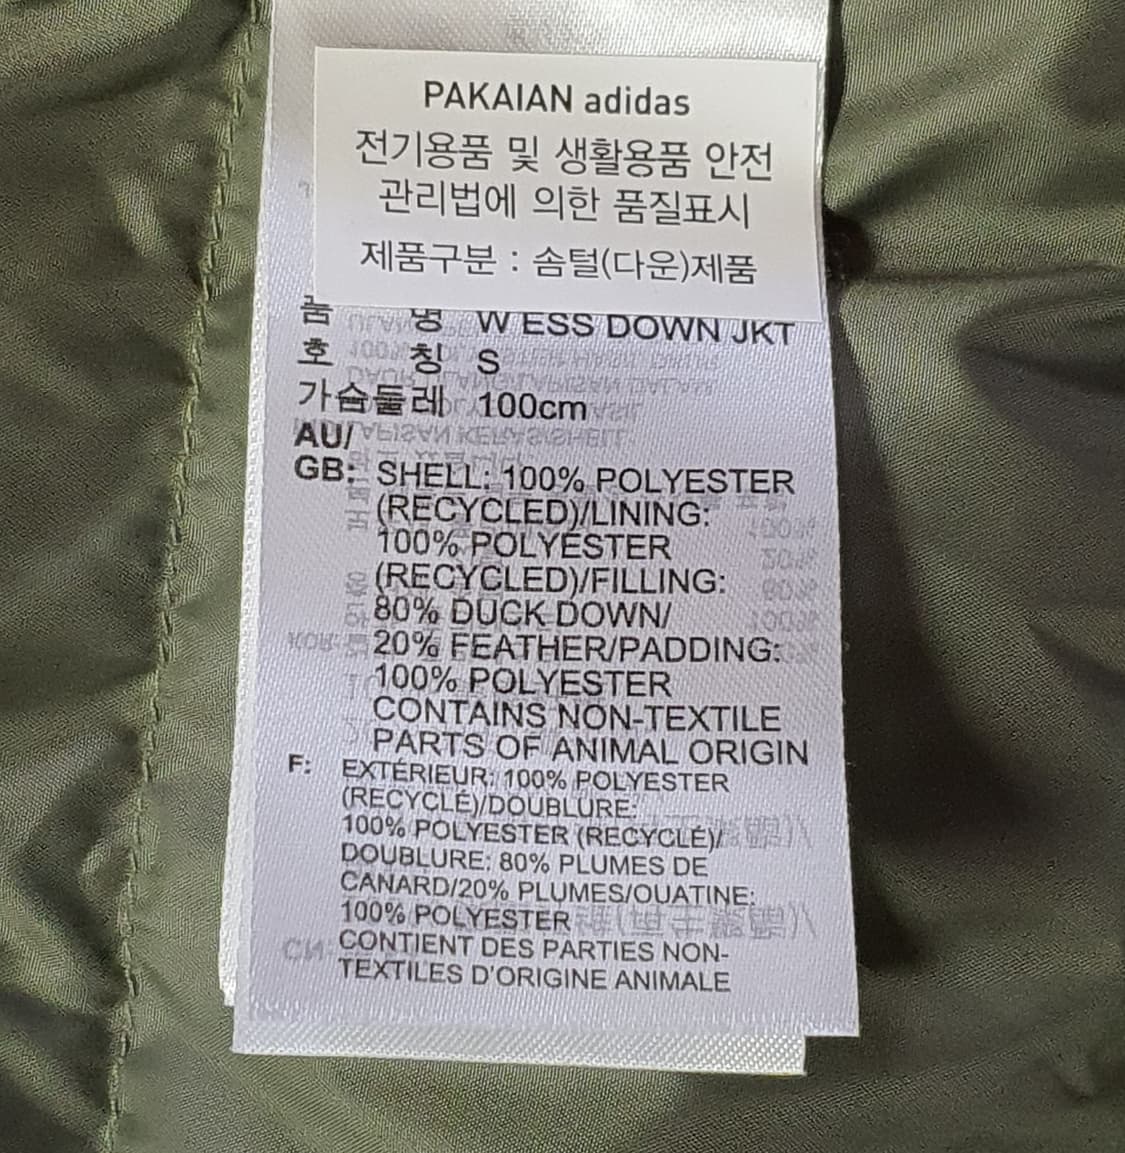 PAKAIAN adidas
전기용품 및 생활용품 안전
관리법에 의한 품질표시
제품구분 : 솜털(다운)제품
품 명 W ESS DOWN JKT
호 칭 S
가슴둘레 100cm
AU/
GB: SHELL: 100% POLYESTER
(RECYCLED)/LINING:
100% POLYESTER
(RECYCLED)/FILLING:
80% DUCK DOWN/
20% FEATHER/PADDING:
100% POLYESTER
CONTAINS NON-TEXTILE
PARTS OF ANIMAL ORIGIN
F: EXTÉRIEUR: 100% POLYESTER
(RECYCLÉ)/DOUBLURE:
100% POLYESTER (RECYCLÉ)/
DOUBLURE: 80% PLUMES DE
CANARD/20% PLUMES/OUATINE:
100% POLYESTER
CONTIENT DES PARTIES NON-
TEXTILES D'ORIGINE ANIMALE